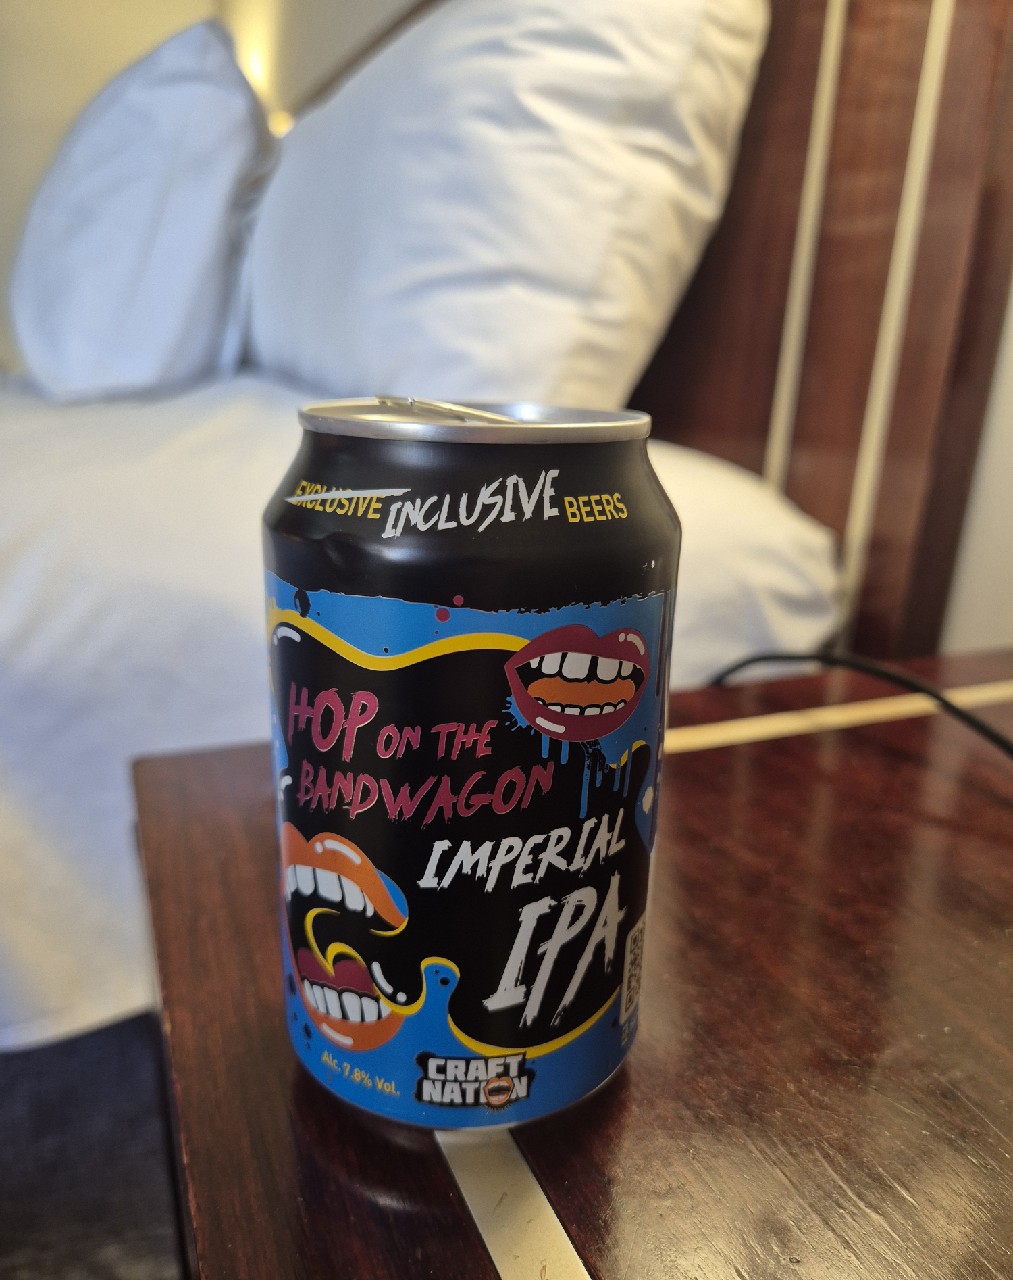 EXCLUSIVE INCLUSIVE BEERS
HOP ON THE
BANDWAGON
IMPERIAL
IPA
Alc. 7.8% Vol.
CRAFT
NATION